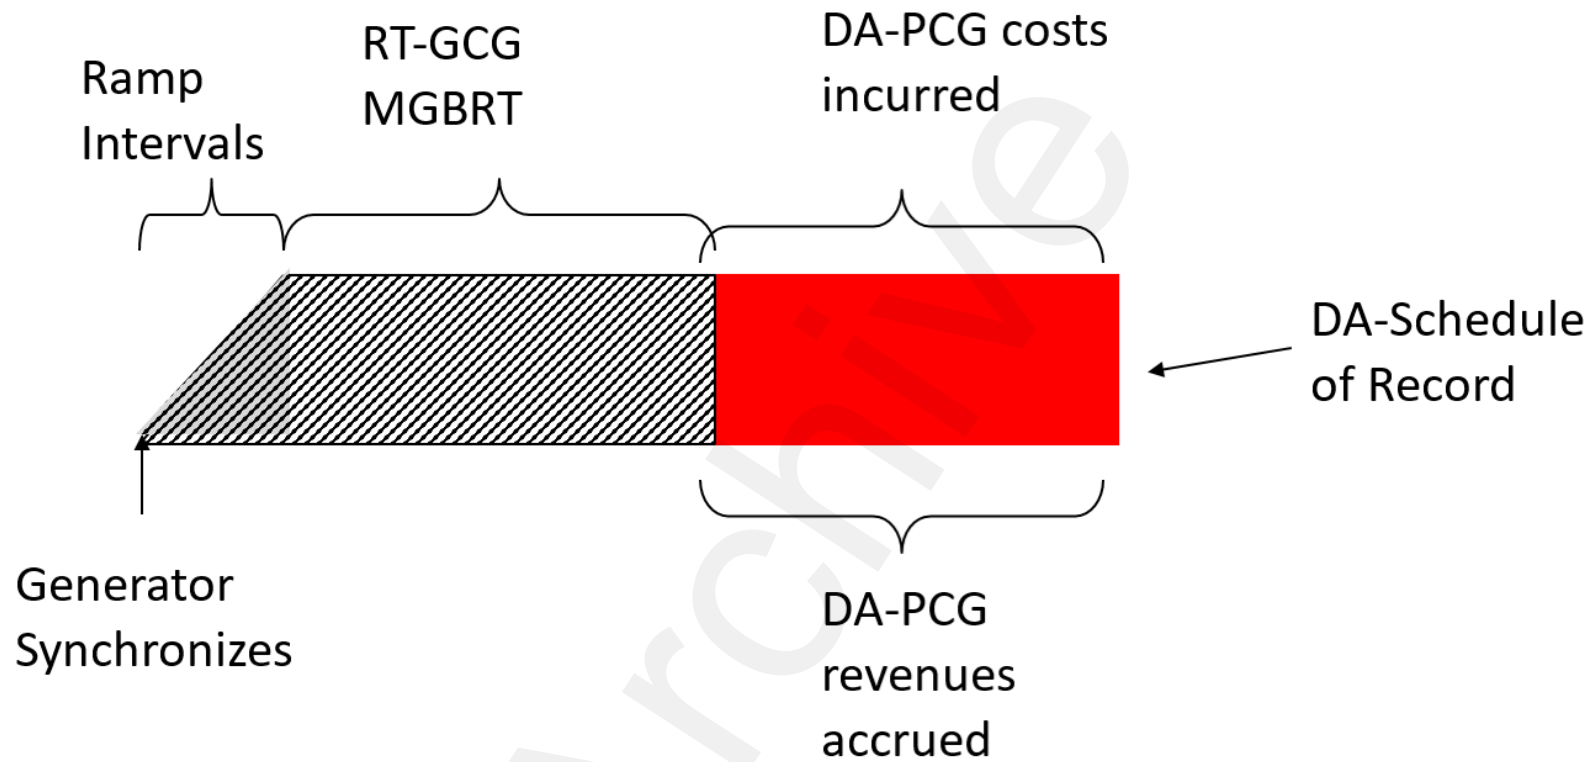 Ramp
Intervals
RT-GCG
MGBRT
DA-PCG costs
incurred
DA-Schedule
of Record
Generator
Synchronizes
DA-PCG
revenues
accrued
Archive